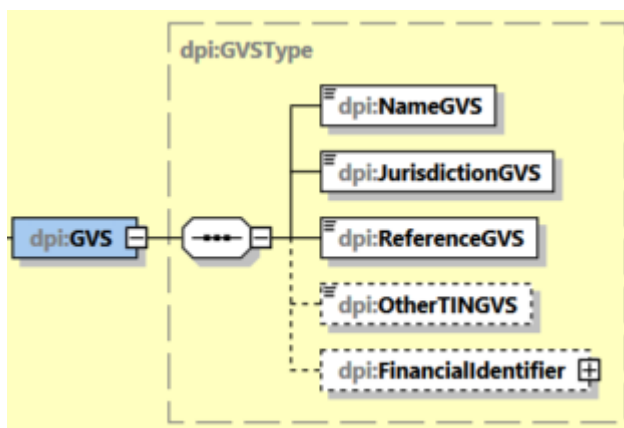 dpi:GVSType
dpi:NameGVS
dpi:JurisdictionGVS
dpi:GVS
dpi:ReferenceGVS
dpi:OtherTINGVS
dpi:FinancialIdentifier